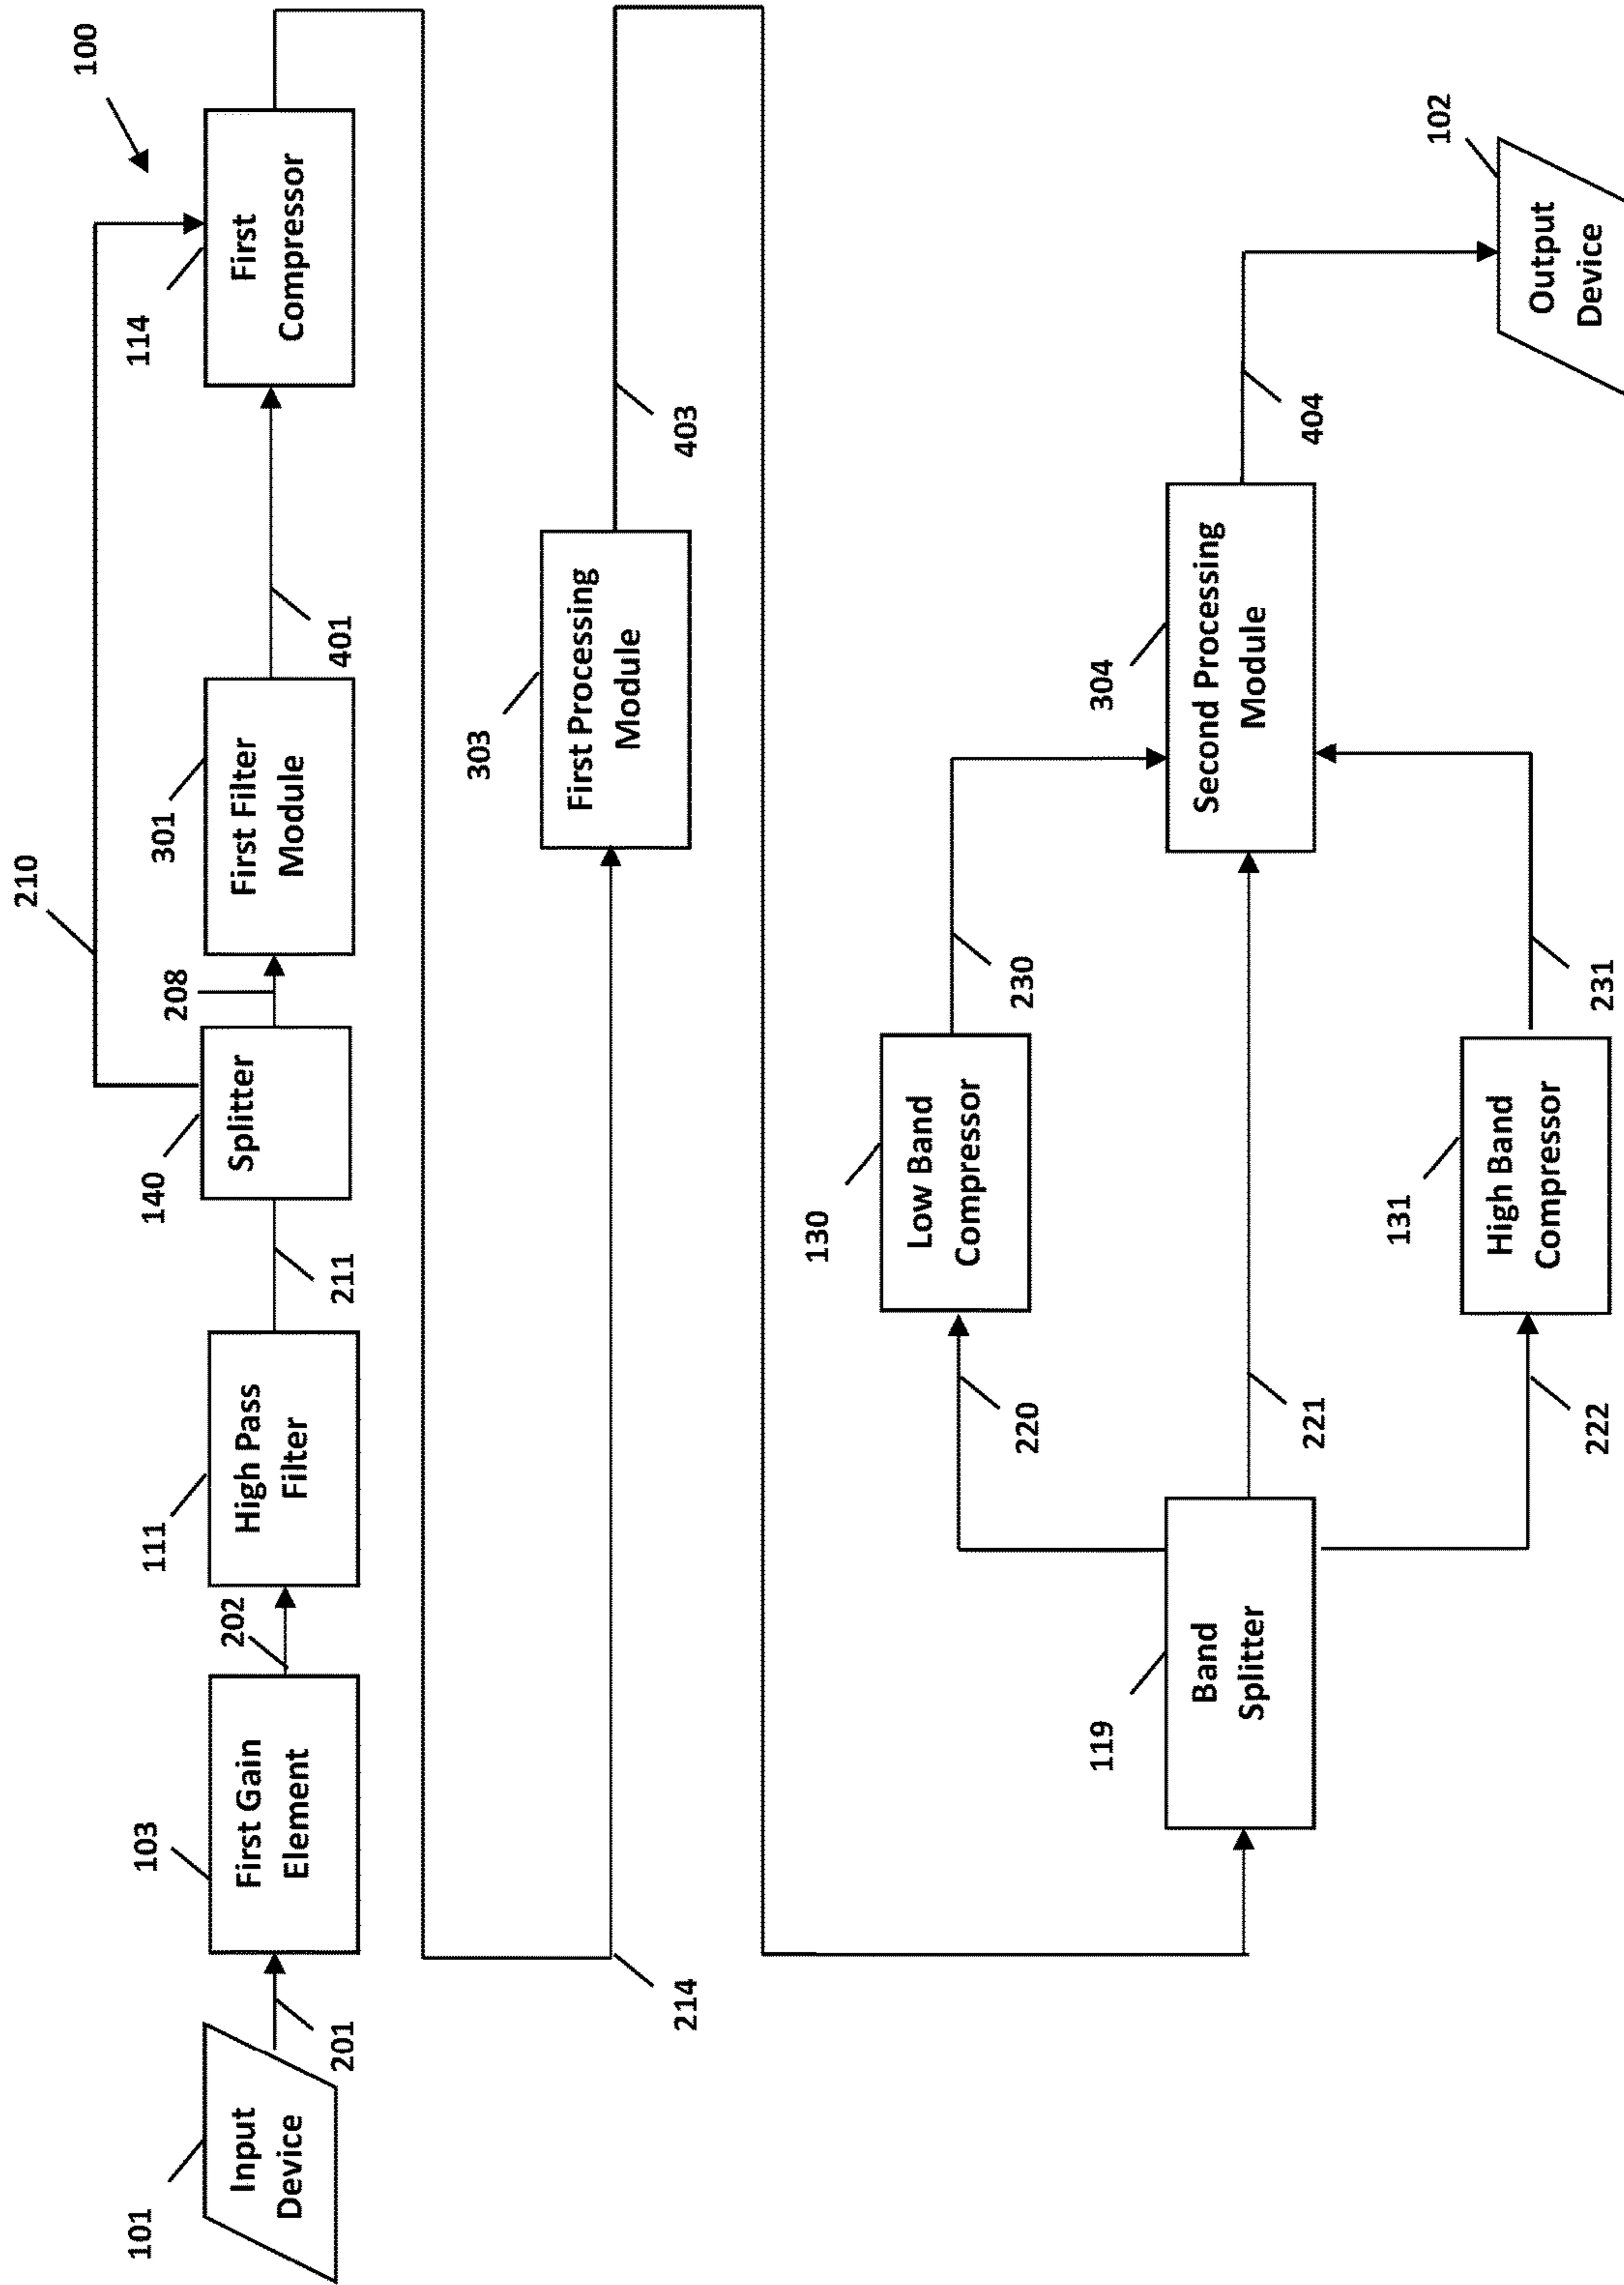 100
210
114
First
Compressor
301
First Filter
Module
401
208
140
Splitter
211
111
High Pass
Filter
202
103
First Gain
Element
201
101
Input
Device
303
First Processing
Module
403
214
130
Low Band
Compressor
230
220
119
Band
Splitter
221
304
Second Processing
Module
404
102
Output
Device
131
High Band
Compressor
231
222